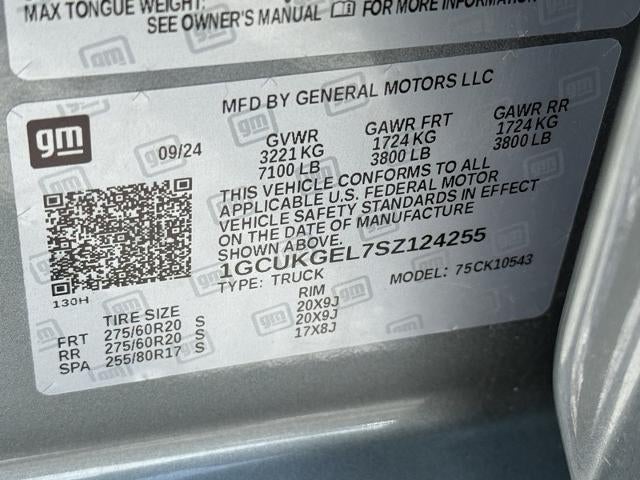 MAX TONGUE WEIGHT:
SEE OWNER'S MANUAL FOR MORE INFORMATION
MFD BY GENERAL MOTORS LLC
gm
09/24
GVWR GAWR FRT GAWR RR
3221 KG 1724 KG 1724 KG
7100 LB 3800 LB 3800 LB
THIS VEHICLE CONFORMS TO ALL
APPLICABLE U.S. FEDERAL MOTOR
VEHICLE SAFETY STANDARDS IN EFFECT
ON THE DATE OF MANUFACTURE
SHOWN ABOVE.
1GCUKGEL7SZ124255
TYPE: TRUCK MODEL: 75CK10543
130H
TIRE SIZE RIM
FRT 275/60R20 S 20X9J
RR 275/60R20 S 20X9J
SPA 255/80R17 S 17X8J